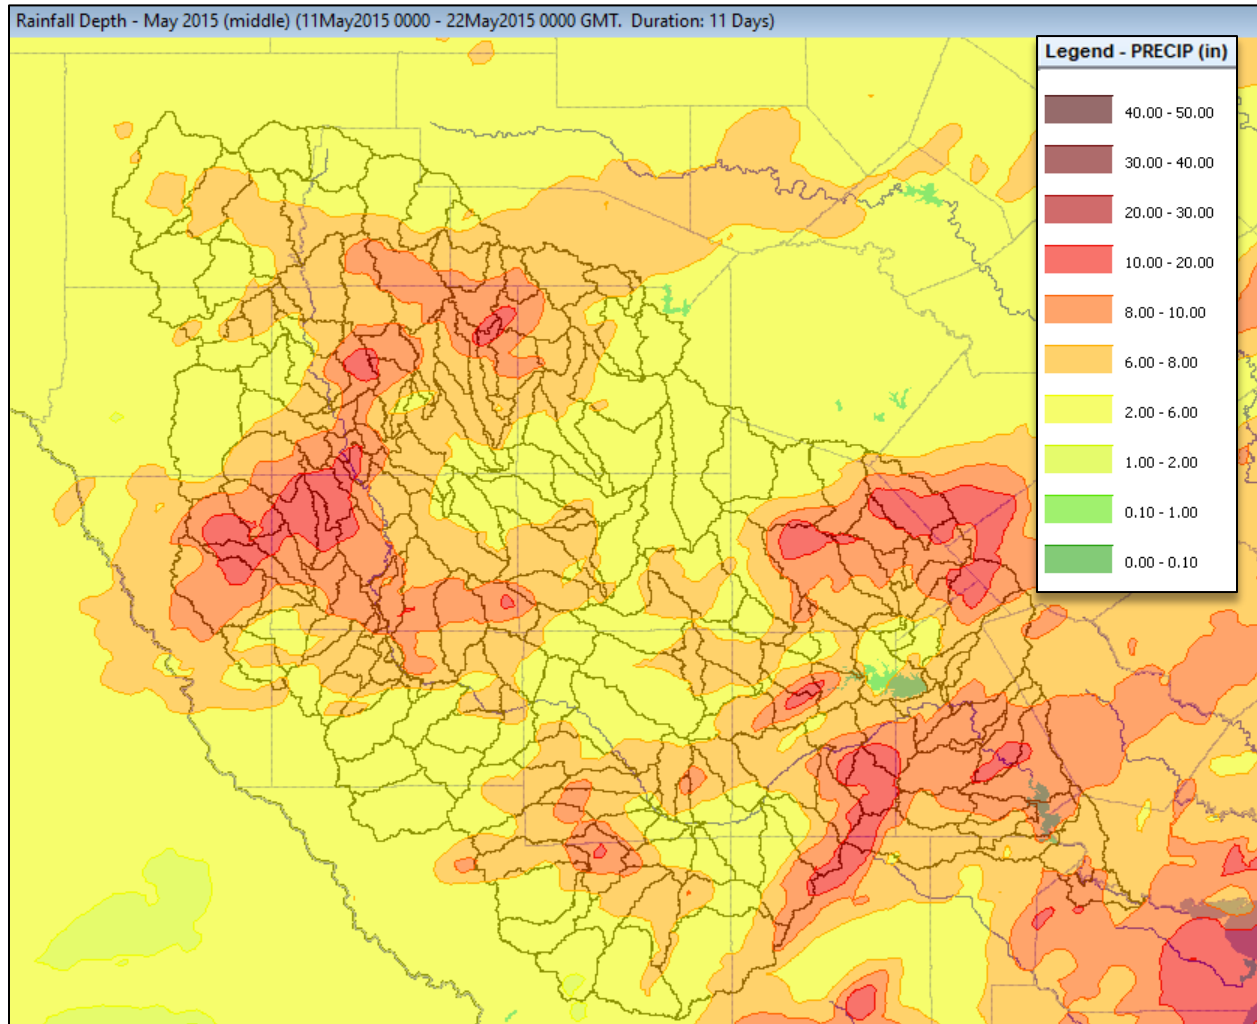 Rainfall Depth - May 2015 (middle) (11May2015 0000 - 22May2015 0000 GMT. Duration: 11 Days)
Legend - PRECIP (in)
40.00 - 50.00
30.00 - 40.00
20.00 - 30.00
10.00 - 20.00
8.00 - 10.00
6.00 - 8.00
2.00 - 6.00
1.00 - 2.00
0.10 - 1.00
0.00 - 0.10